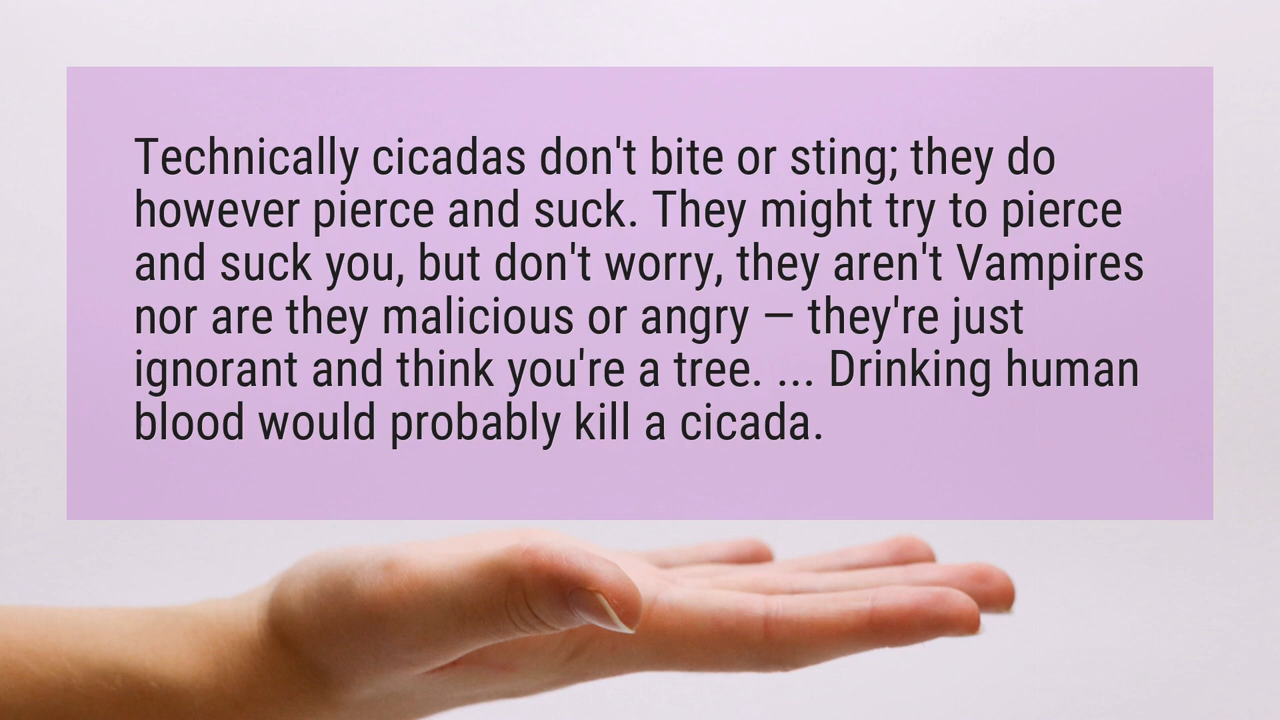 Technically cicadas don't bite or sting; they do
however pierce and suck. They might try to pierce
and suck you, but don't worry, they aren't Vampires
nor are they malicious or angry — they're just
ignorant and think you're a tree. ... Drinking human
blood would probably kill a cicada.